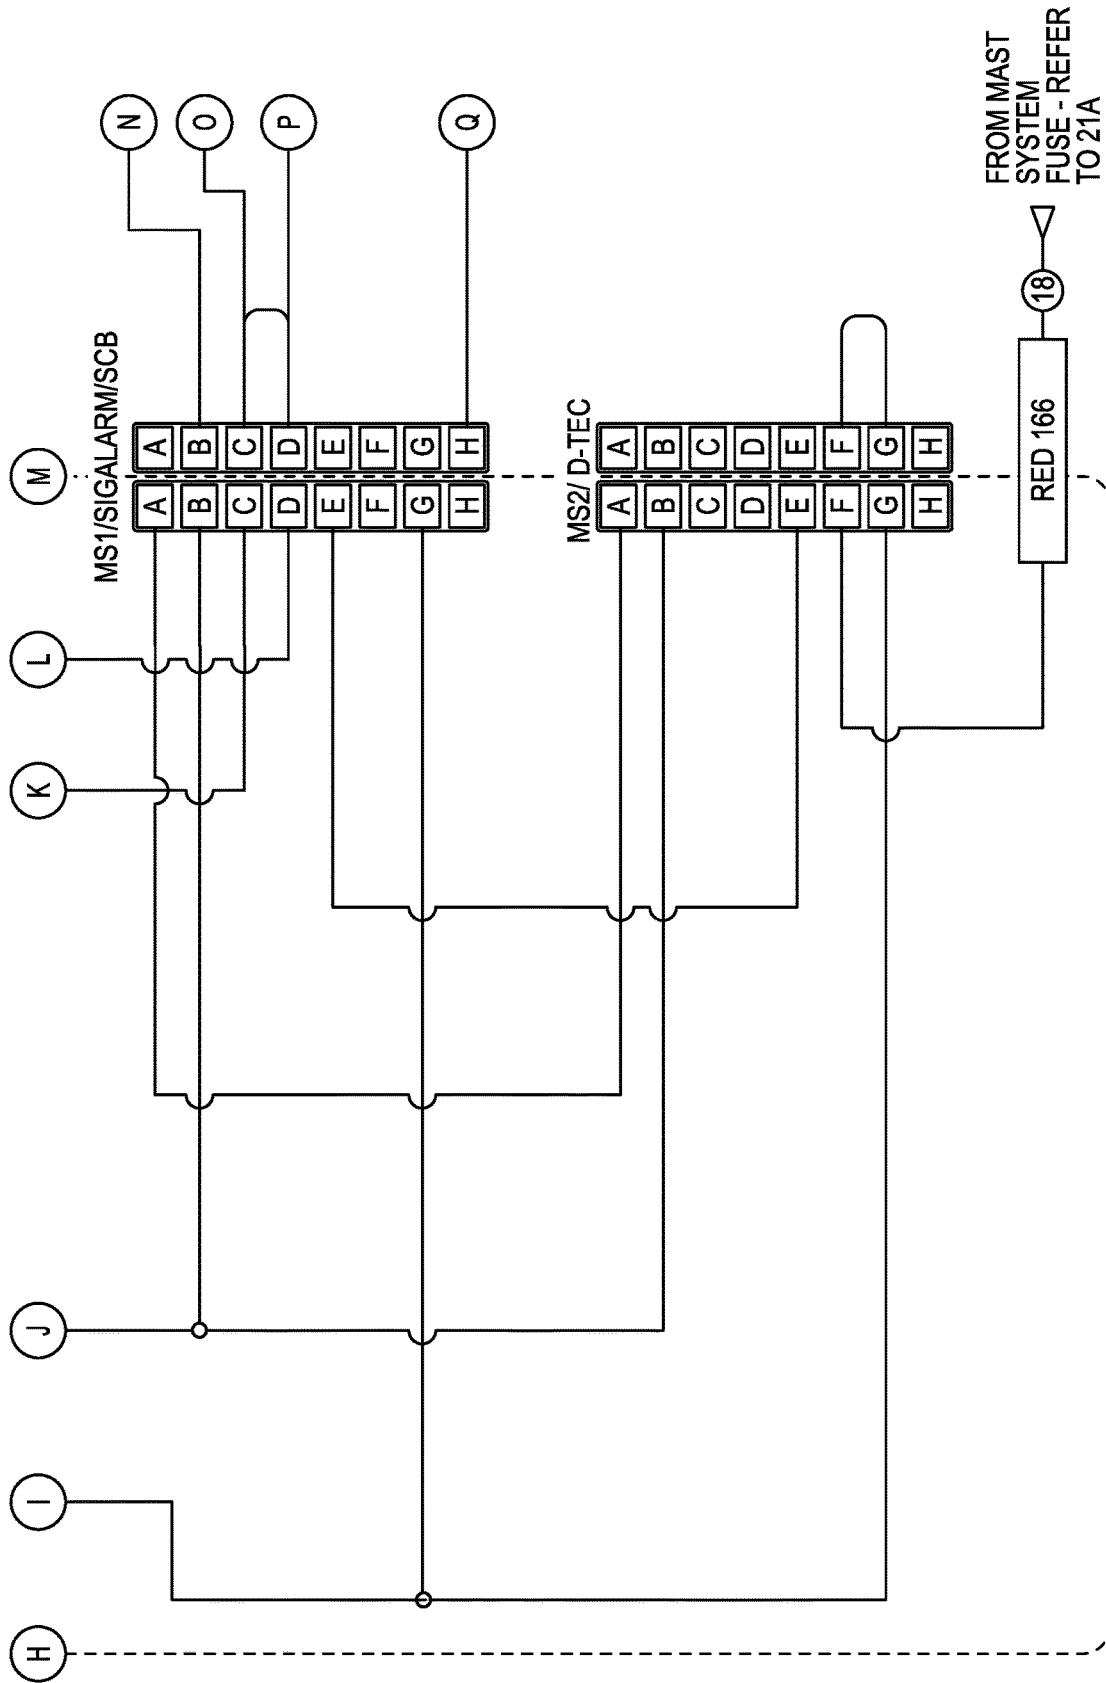 N
O
P
Q
M
MS1/SIGALARM/SCB
A B C D E F G H
A B C D E F G H
MS2/ D-TEC
A B C D E F G H
A B C D E F G H
FROM MAST
SYSTEM
FUSE - REFER
TO 21A
18
RED 166
L
K
J
I
H